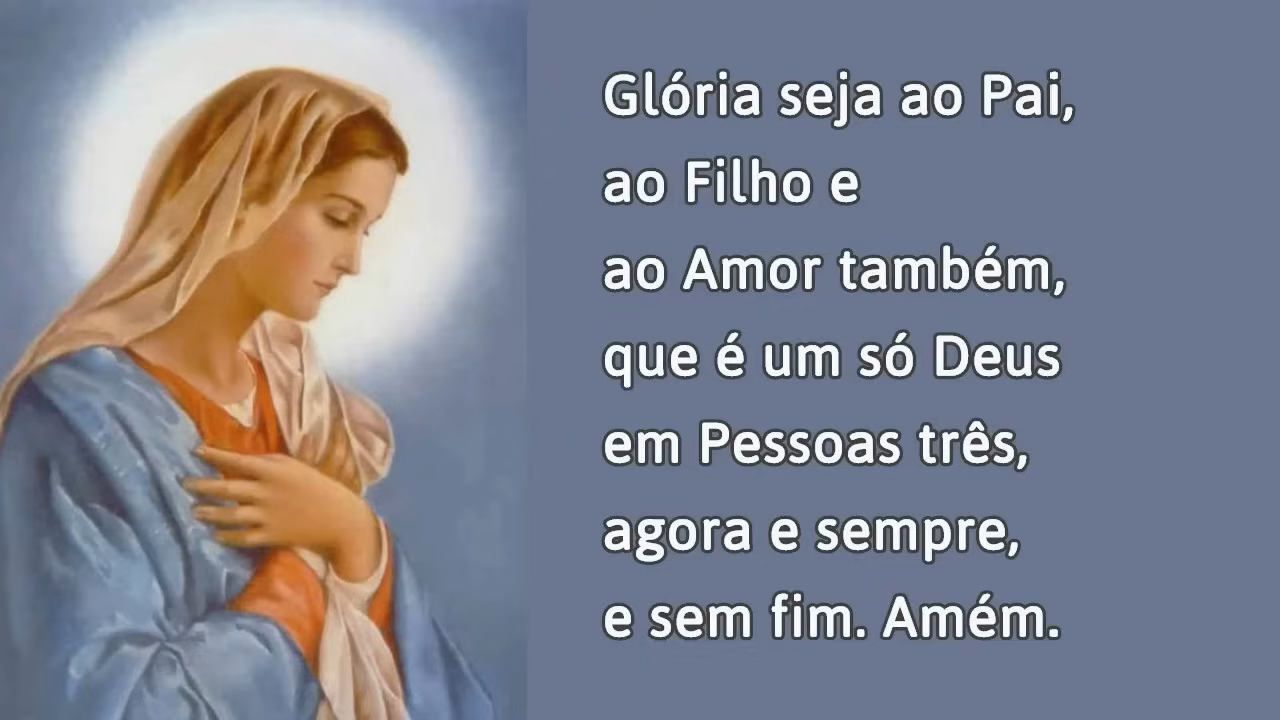 Glória seja ao Pai,
ao Filho e
ao Amor também,
que é um só Deus
em Pessoas três,
agora e sempre,
e sem fim. Amém.